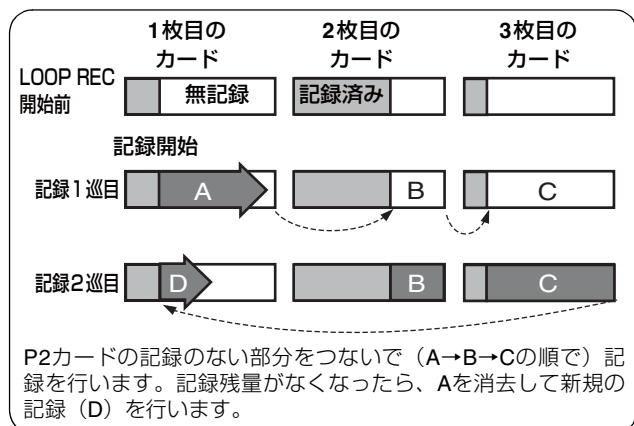 1枚目の
カード
2枚目の
カード
3枚目の
カード
LOOP REC
開始前
無記録
記録済み
記録開始
記録1巡目
A
B
C
記録2巡目
D
B
C
P2カードの記録のない部分をつないで（A→B→Cの順で）記
録を行います。記録残量がなくなったら、Aを消去して新規の
記録（D）を行います。